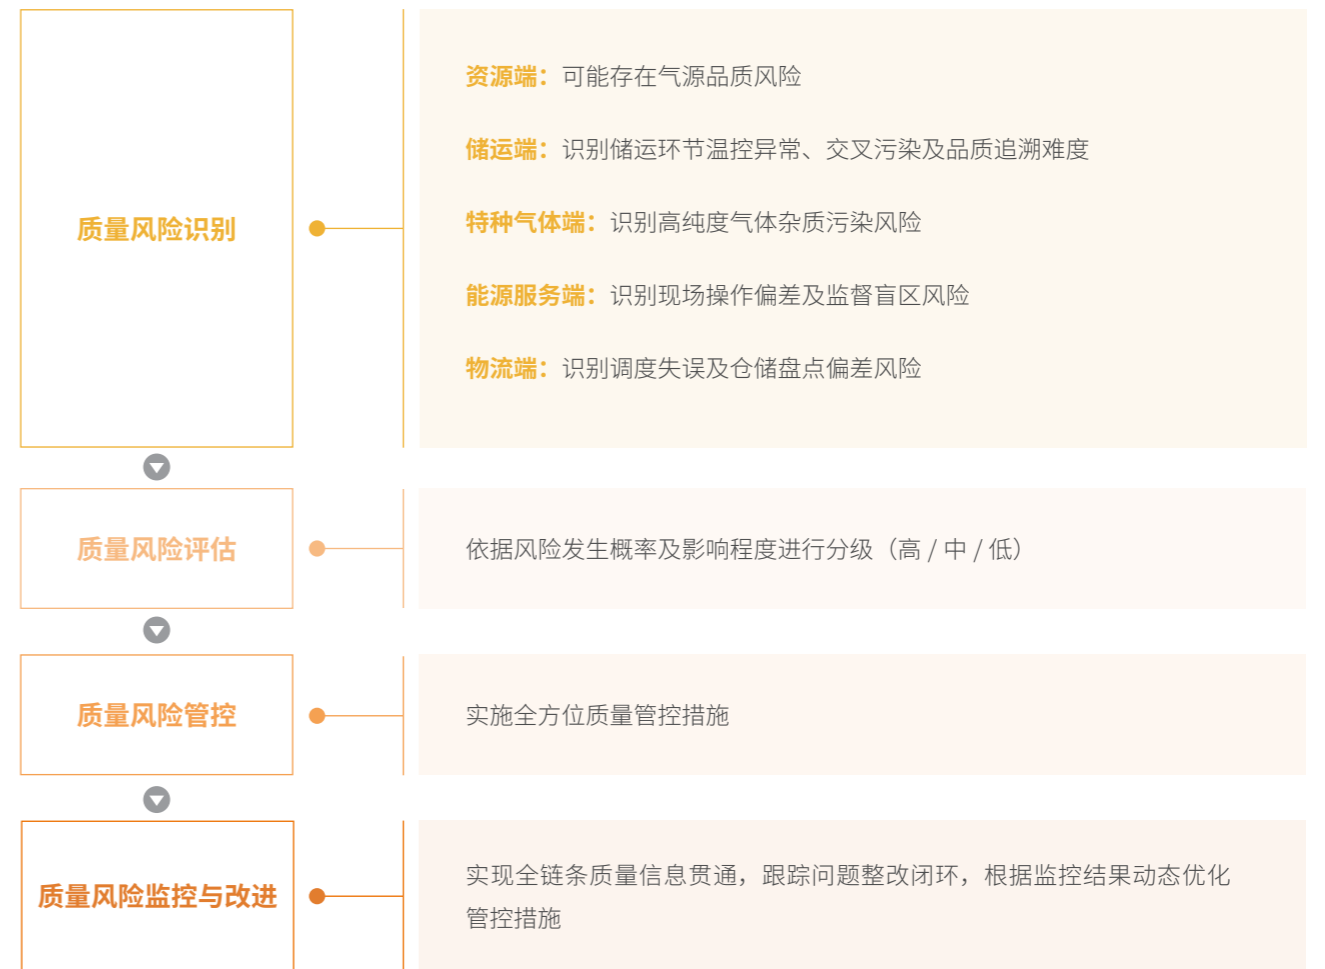 质量风险识别
资源端：可能存在气源品质风险
储运端：识别储运环节温控异常、交叉污染及品质追溯难度
特种气体端：识别高纯度气体杂质污染风险
能源服务端：识别现场操作偏差及监督盲区风险
物流端：识别调度失误及仓储盘点偏差风险
质量风险评估
依据风险发生概率及影响程度进行分级（高 / 中 / 低）
质量风险管控
实施全方位质量管控措施
质量风险监控与改进
实现全链条质量信息贯通，跟踪问题整改闭环，根据监控结果动态优化
管控措施